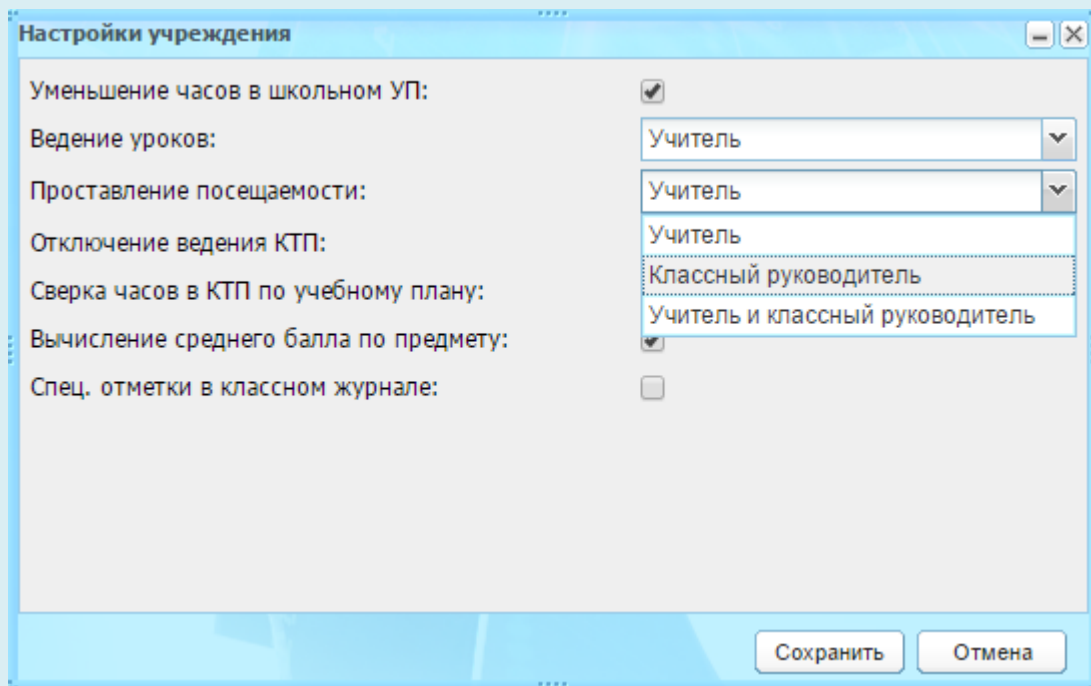 Настройки учреждения
Уменьшение часов в школьном УП:
Ведение уроков: Учитель
Проставление посещаемости: Учитель
Учитель
Отключение ведения КТП:
Классный руководитель
Сверка часов в КТП по учебному плану:
Учитель и классный руководитель
Вычисление среднего балла по предмету:
Спец. отметки в классном журнале:
Сохранить Отмена